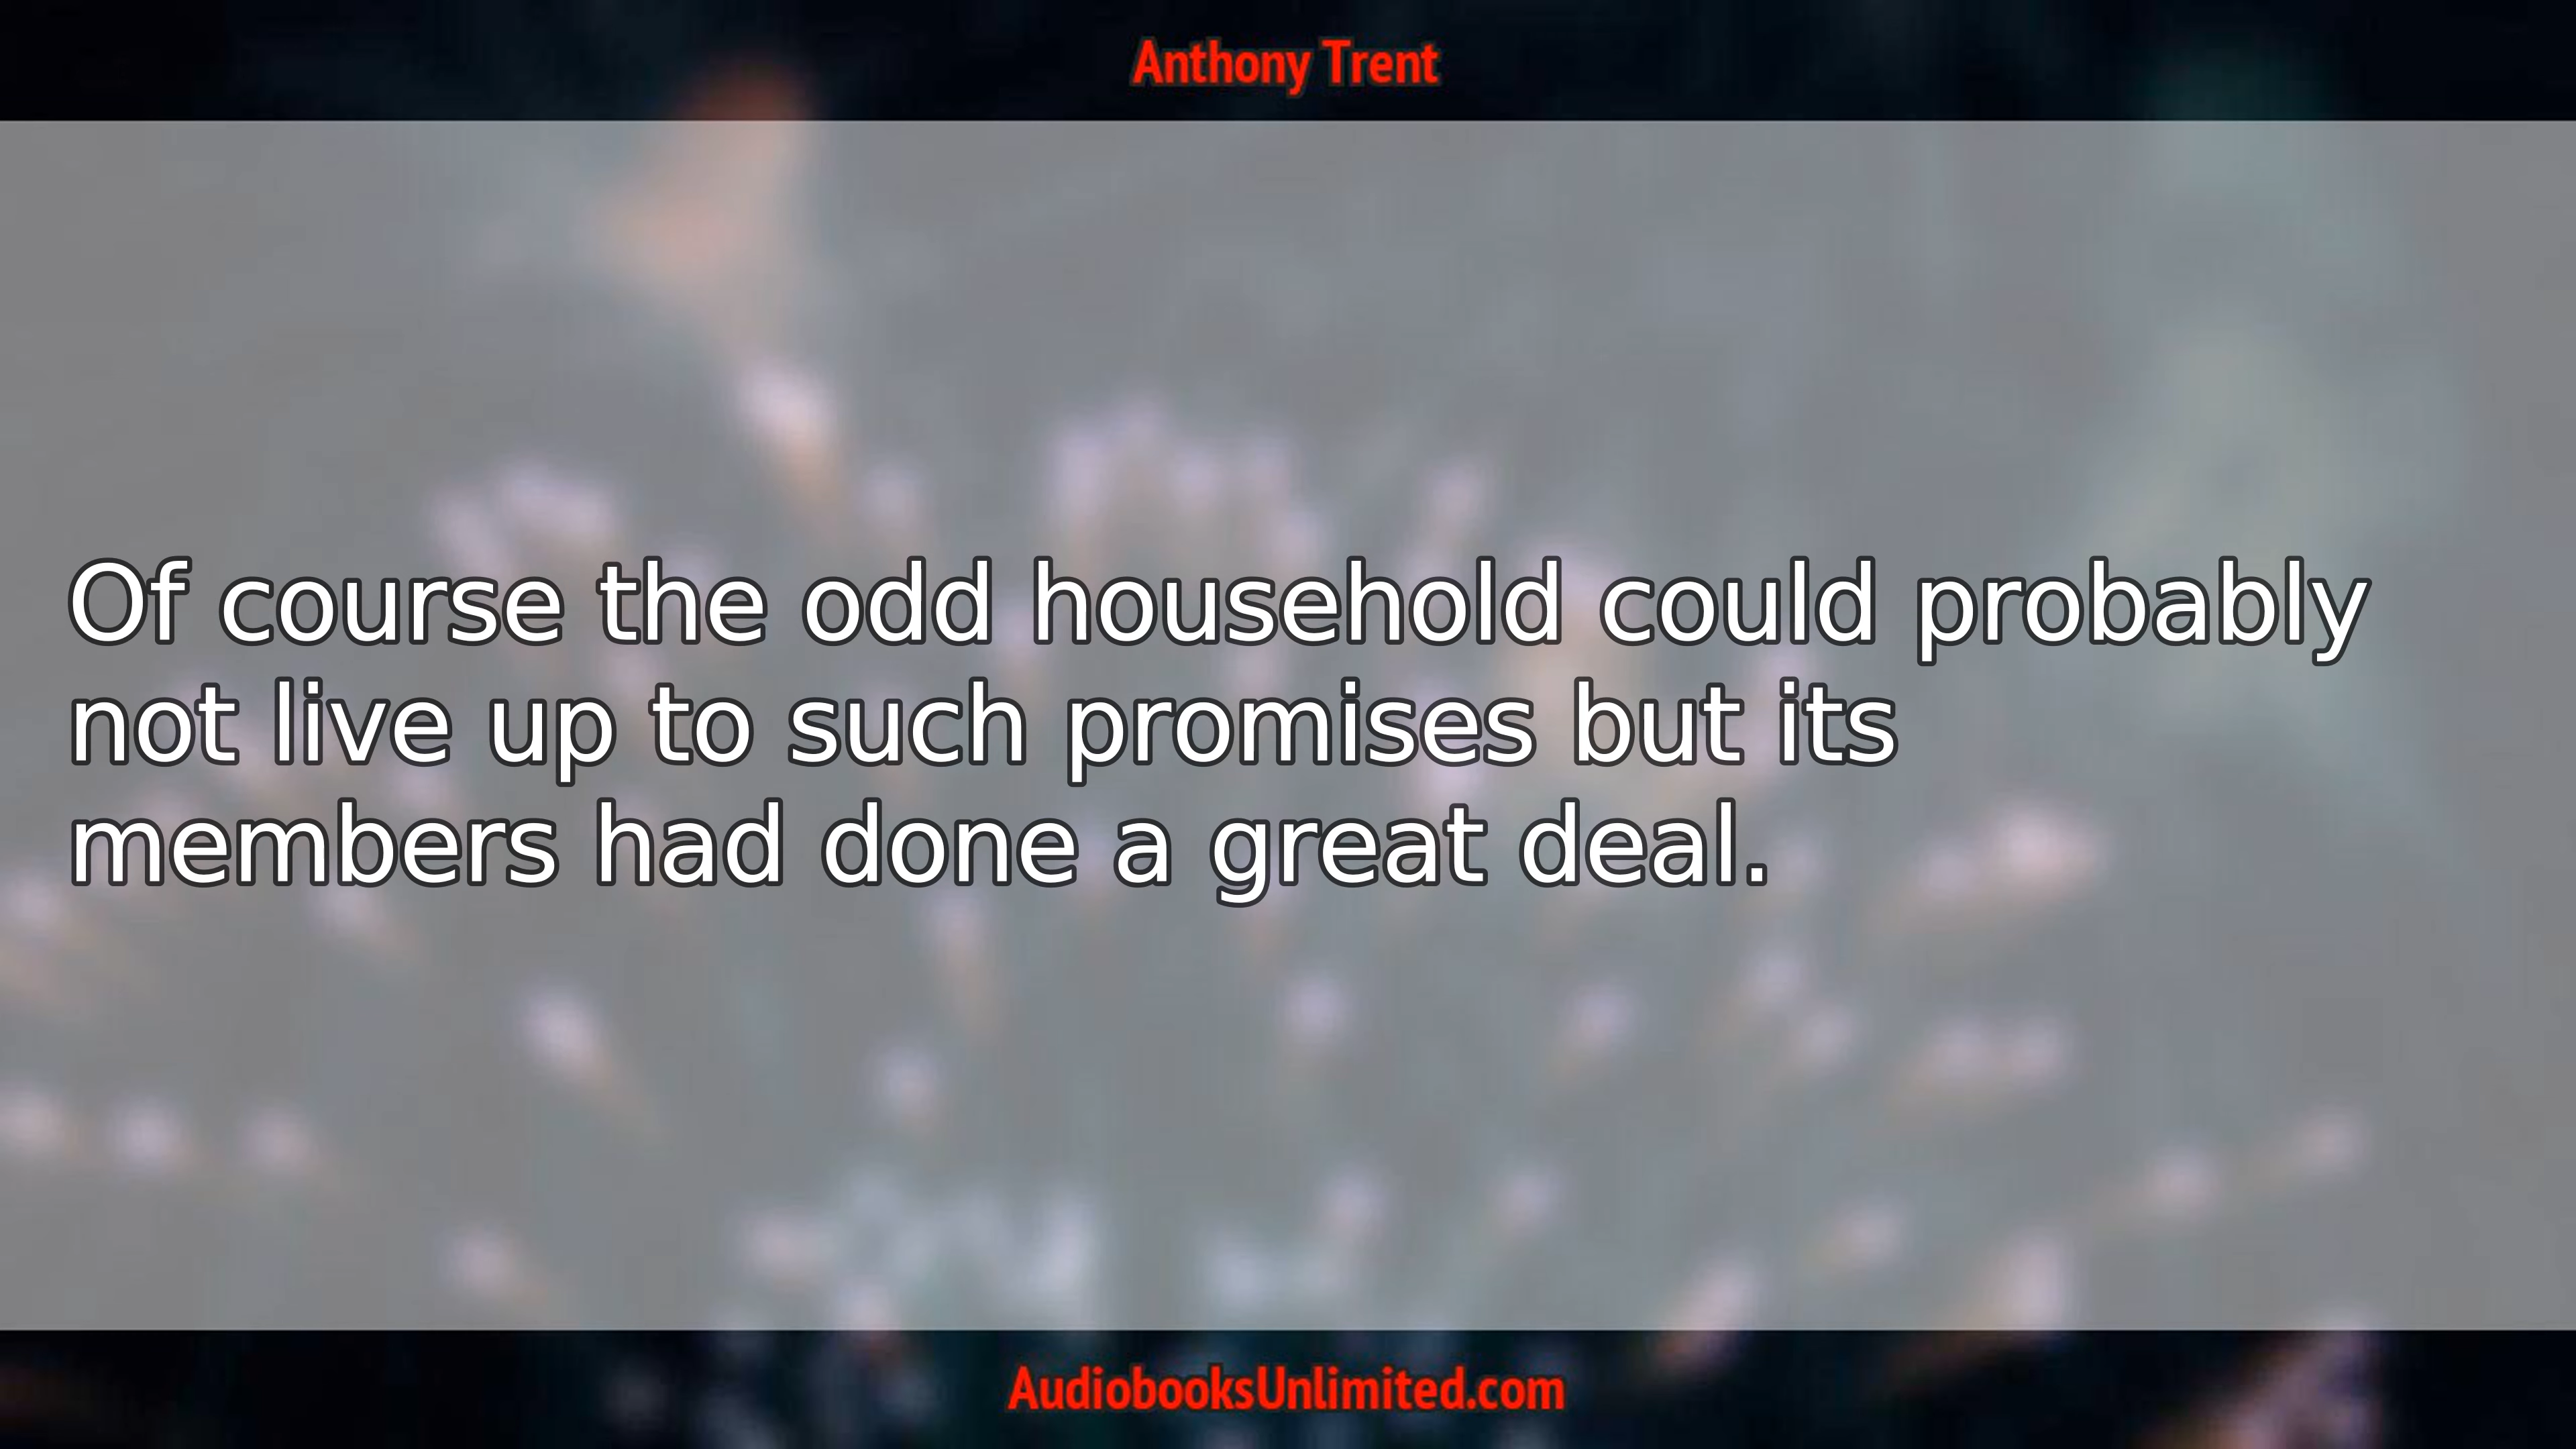 Anthony Trent
Of course the odd household could probably
not live up to such promises but its
members had done a great deal.
AudiobooksUnlimited.com